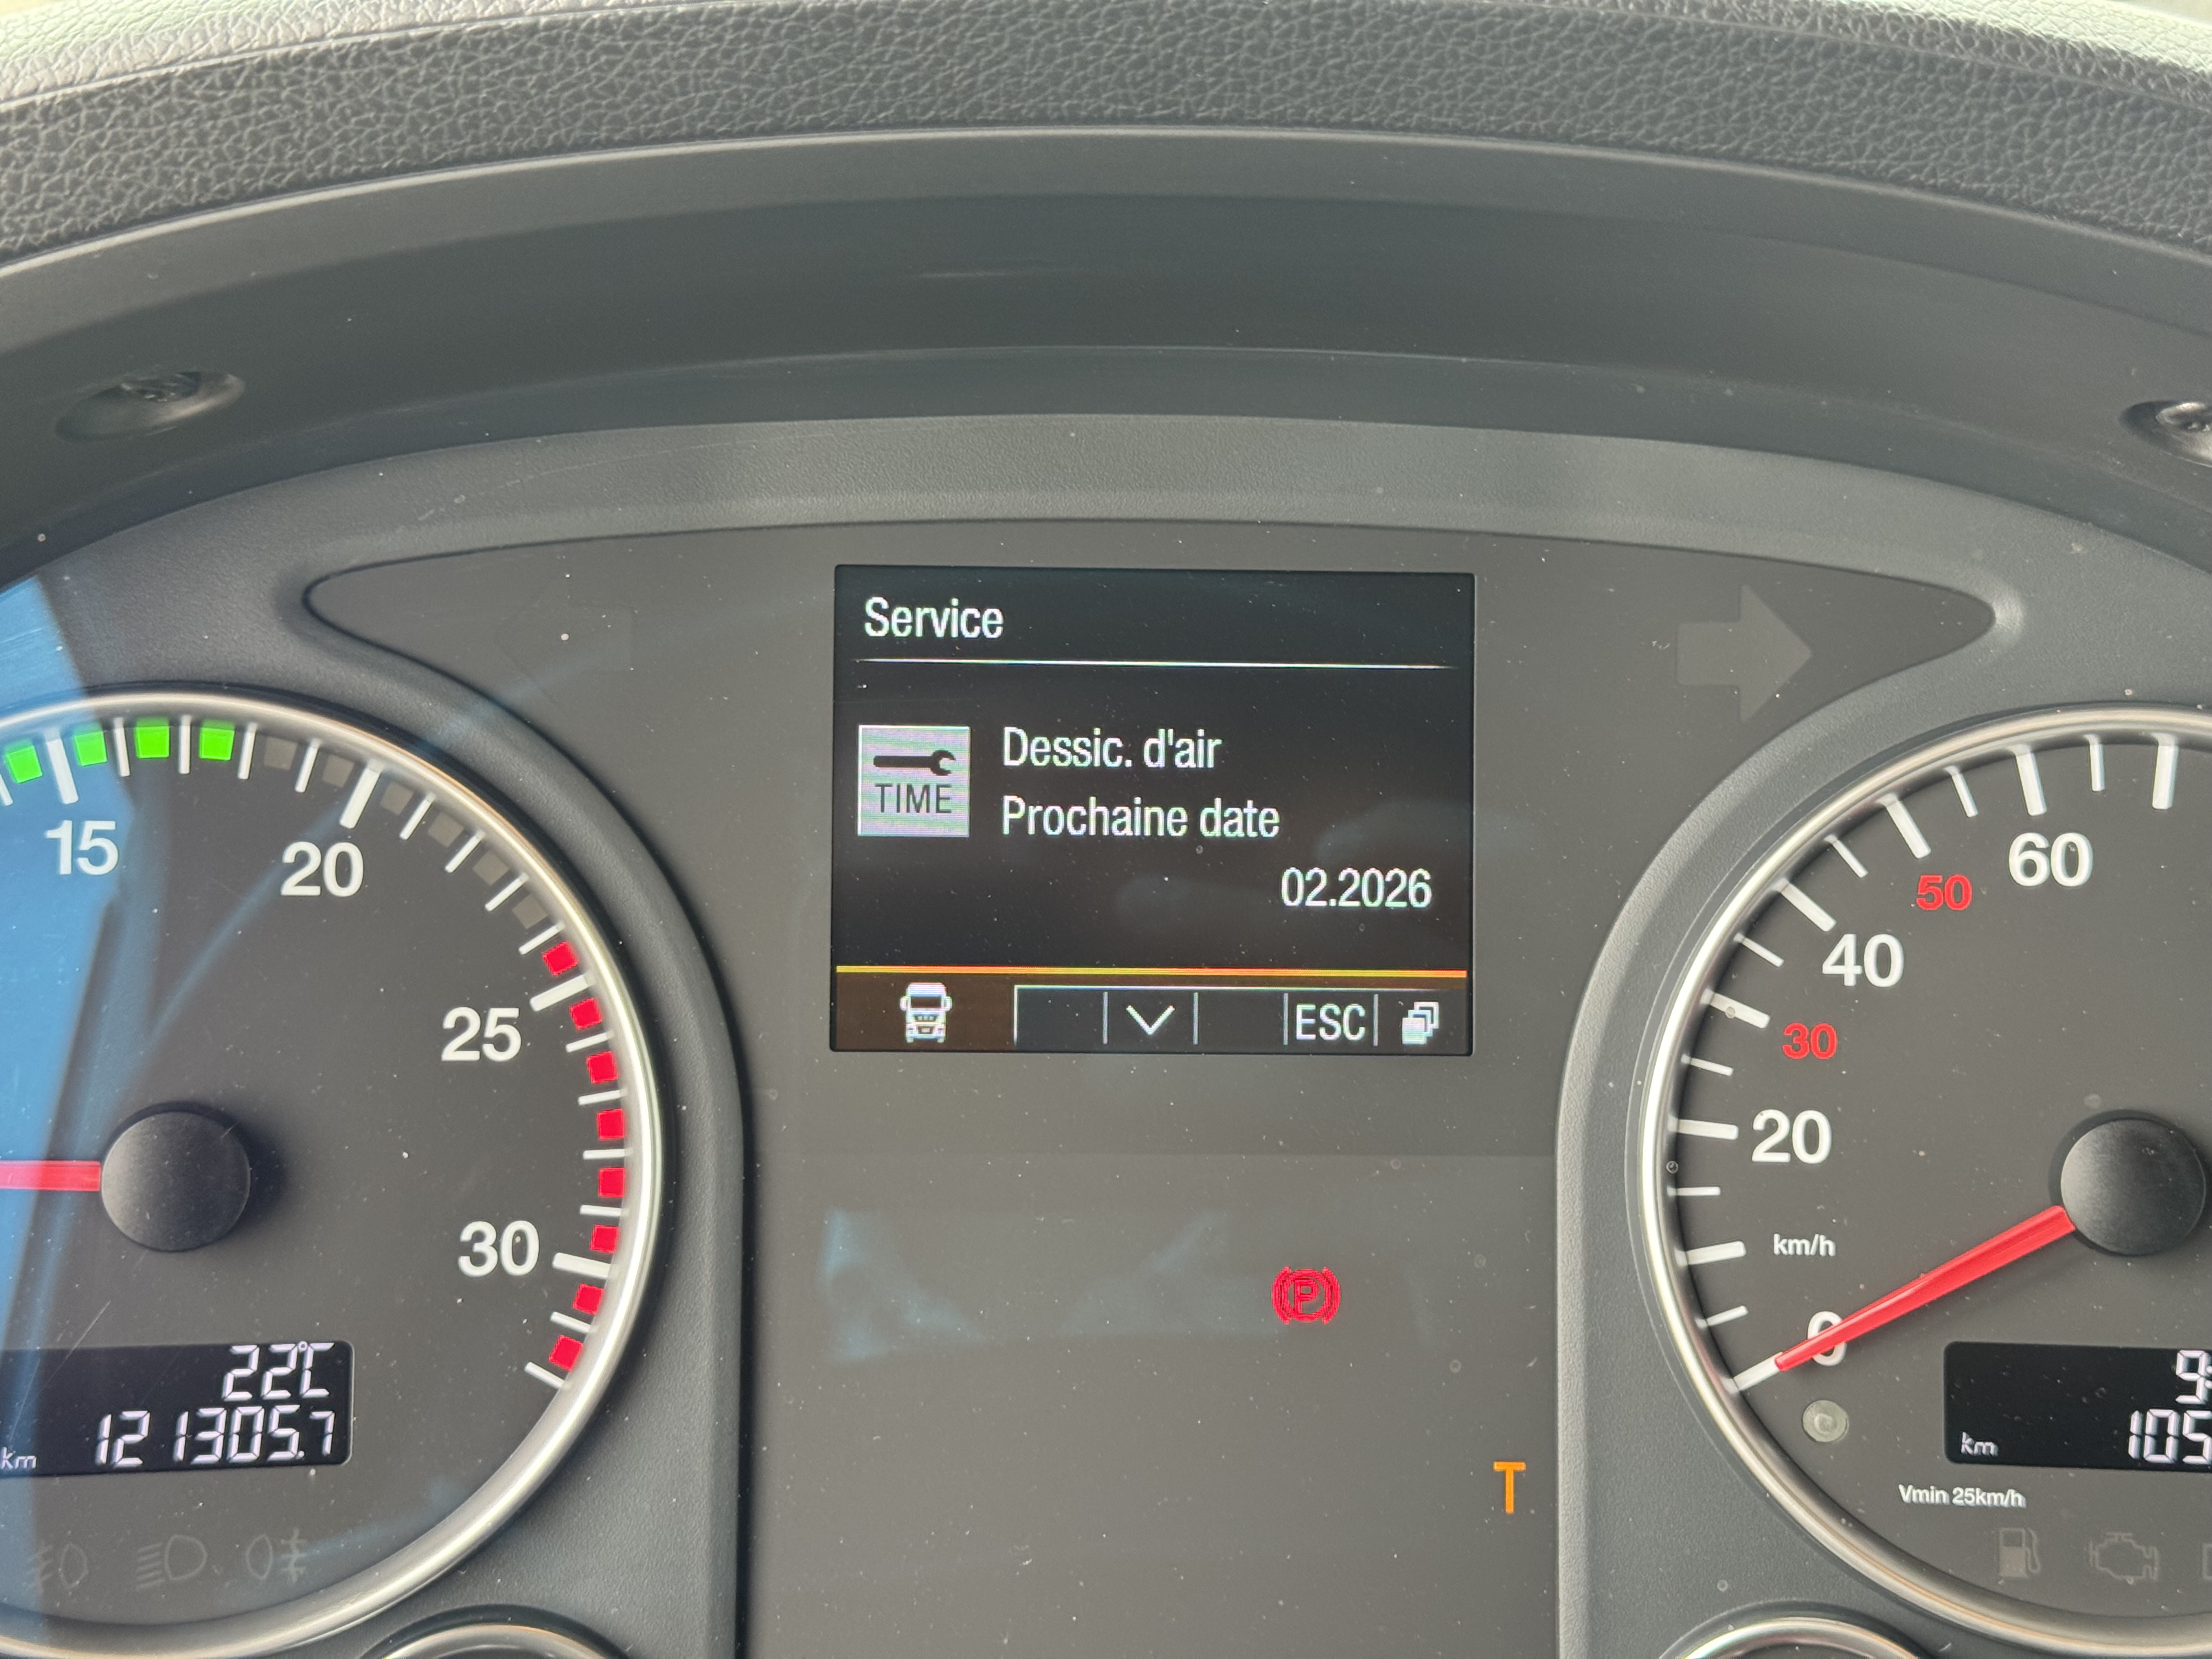 Service
TIME
Dessic. d'air
Prochaine date
02.2026
ESC
15
20
25
30
22°C
km 121305.7
P
T
60
50
40
30
20
km/h
0
km
Vmin 25km/h